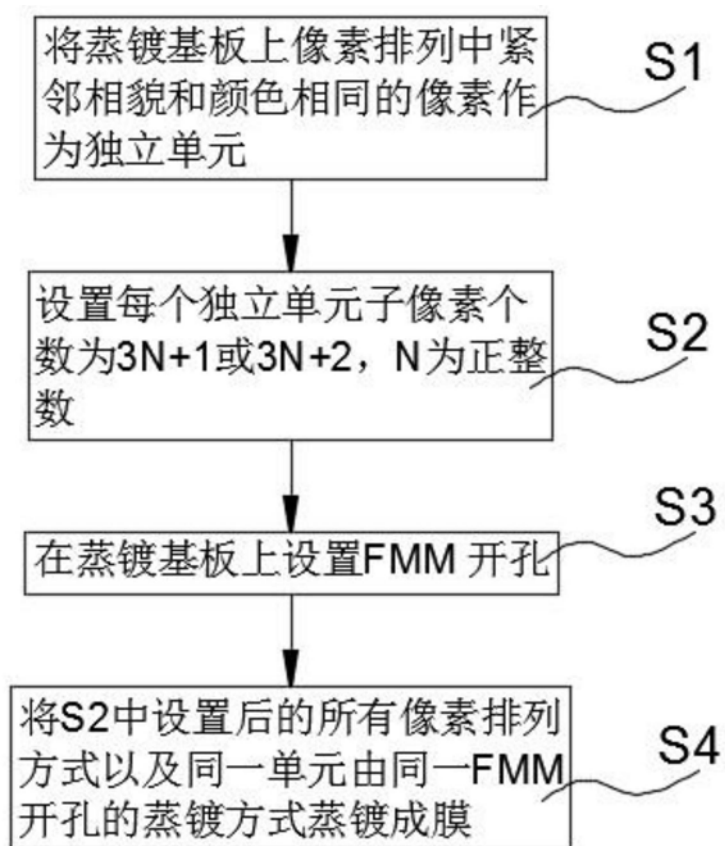 将蒸镀基板上像素排列中紧
邻相貌和颜色相同的像素作
为独立单元
S1
设置每个独立单元子像素个
数为3N+1或3N+2，N为正整
数
S2
在蒸镀基板上设置FMM 开孔
S3
将S2中设置后的所有像素排列
方式以及同一单元由同一FMM
开孔的蒸镀方式蒸镀成膜
S4